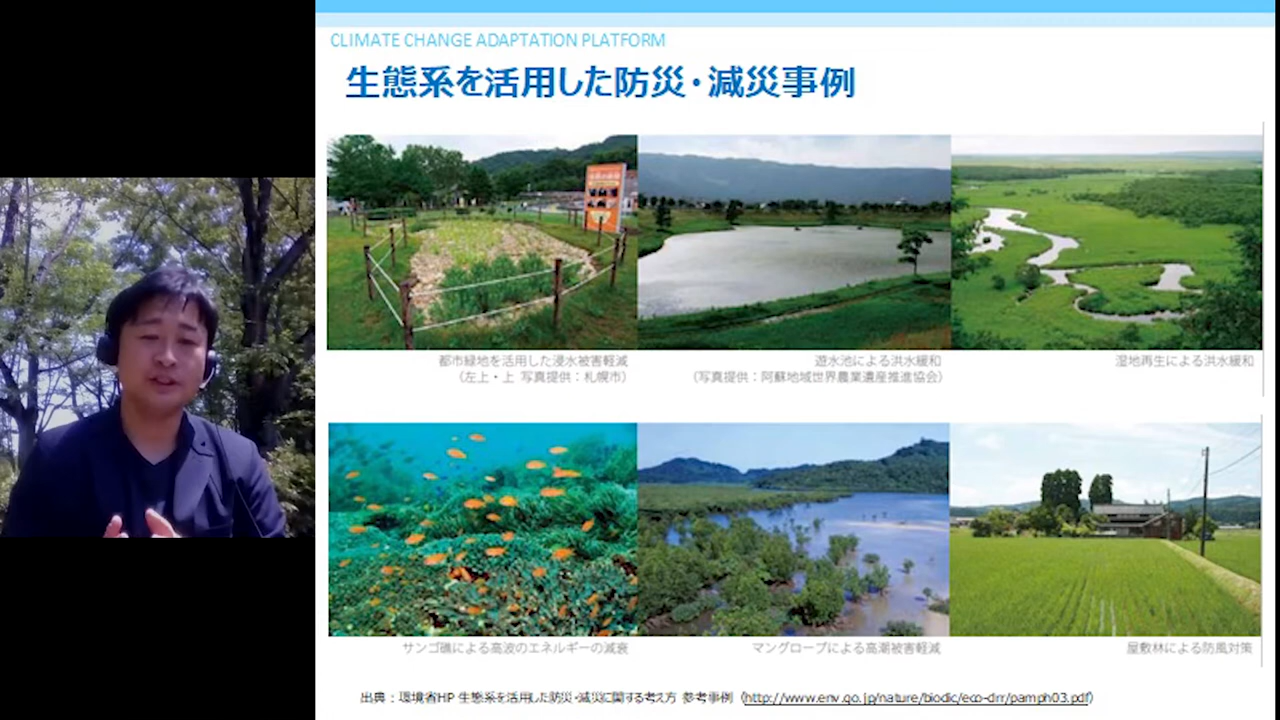 CLIMATE CHANGE ADAPTATION PLATFORM
生態系を活用した防災・減災事例
都市緑地を活用した浸水被害軽減
（左上・上 写真提供：札幌市）
遊水池による洪水緩和
（写真提供：阿蘇地域世界農業遺産推進協会）
湿地再生による洪水緩和
サンゴ礁による高波のエネルギーの減衰
マングローブによる高潮被害軽減
屋敷林による防風対策
出典：環境省HP 生態系を活用した防災・減災に関する考え方 参考事例（http://www.env.go.jp/nature/biodic/eco-drr/pamph03.pdf）